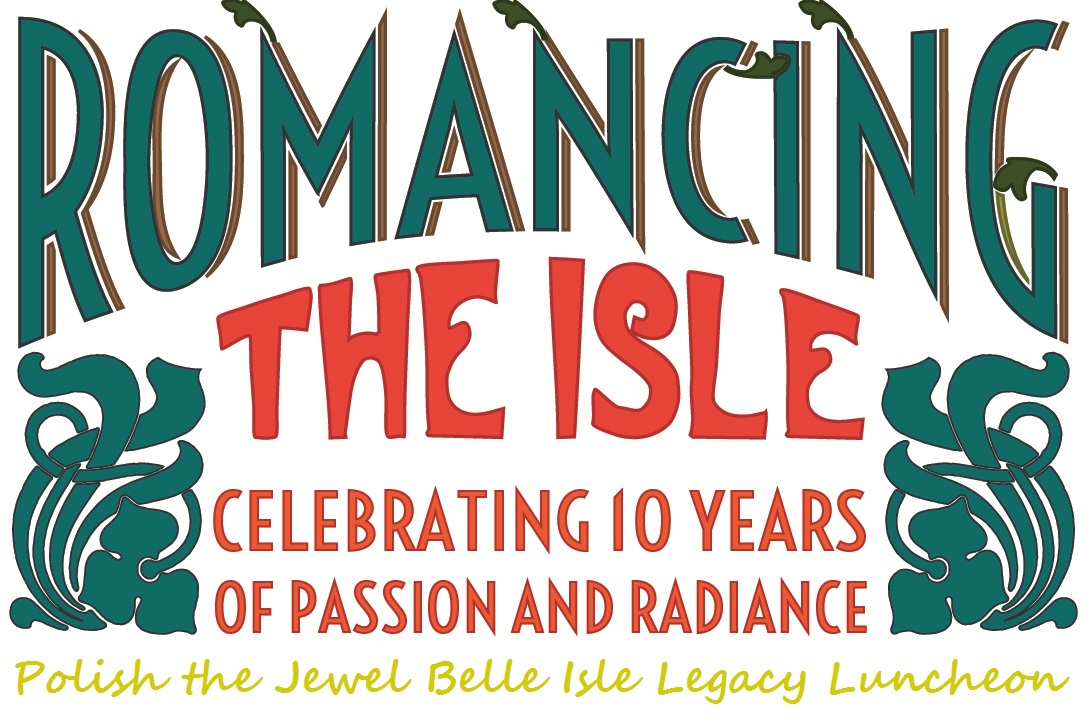 ROMANCING
THE ISLE
CELEBRATING 10 YEARS
OF PASSION AND RADIANCE
Polish the Jewel Belle Isle Legacy Luncheon